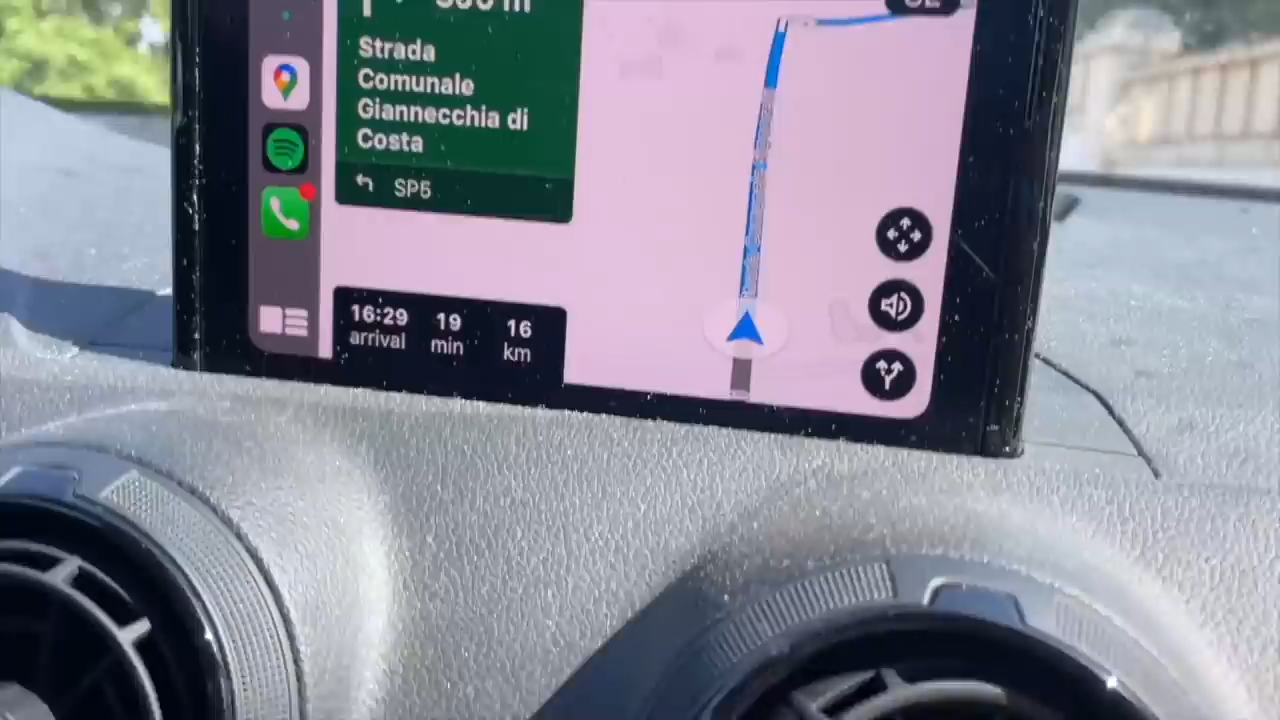 Strada
Comunale
Giannecchia di
Costa
SP5
16:29
arrival
19
min
16
km